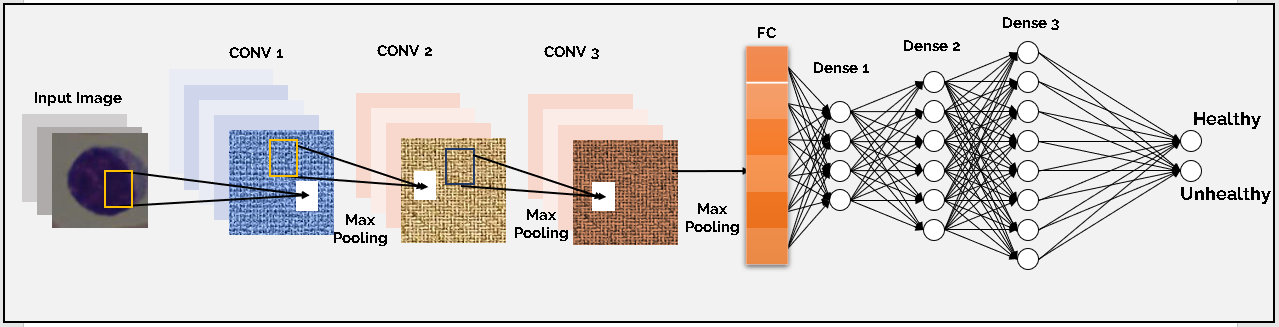 Input Image
CONV 1
Max
Pooling
CONV 2
Max
Pooling
CONV 3
Max
Pooling
FC
Dense 1
Dense 2
Dense 3
Healthy
Unhealthy